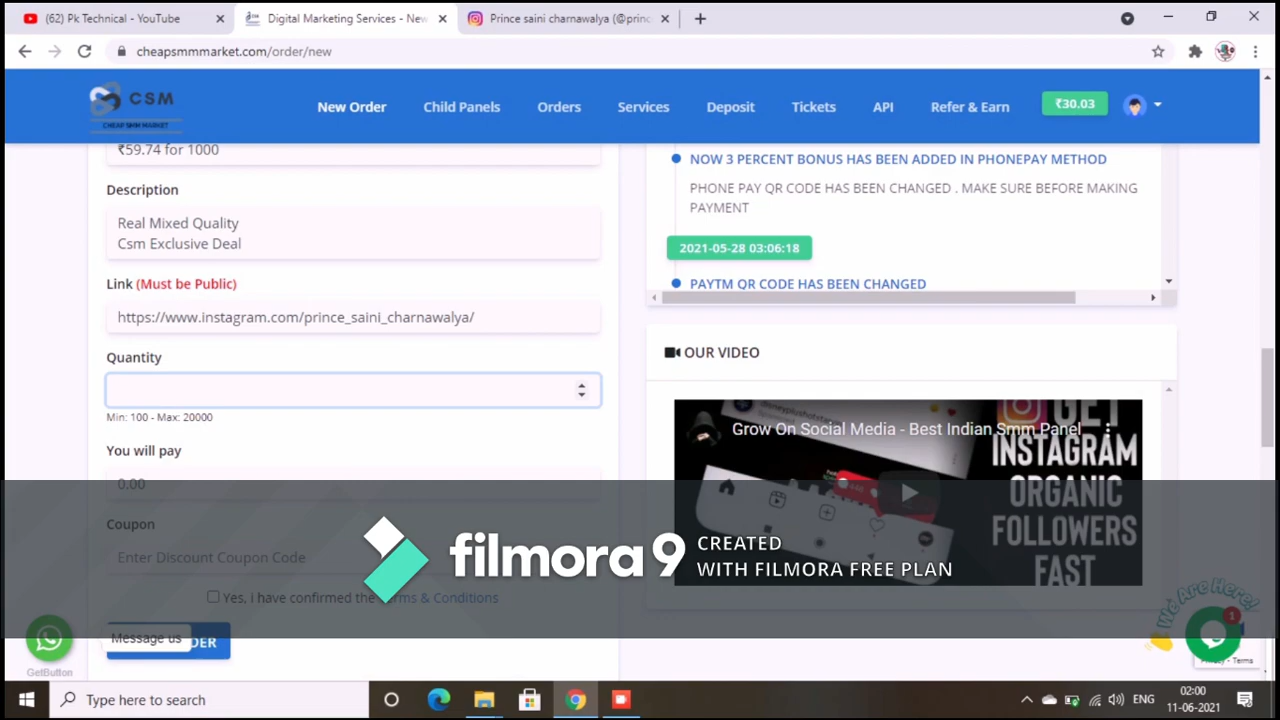 (62) Pk Technical - YouTube
Digital Marketing Services - New
Prince saini charnawalya (@princ
cheapsmmmarket.com/order/new
CSM
CHEAP SMM MARKET
New Order
Child Panels
Orders
Services
Deposit
Tickets
API
Refer & Earn
₹30.03
₹59.74 for 1000
Description
Real Mixed Quality
Csm Exclusive Deal
Link (Must be Public)
https://www.instagram.com/prince_saini_charnawalya/
Quantity
Min: 100 - Max: 20000
You will pay
0.00
Coupon
Enter Discount Coupon Code
Yes, i have confirmed the Terms & Conditions
Message us
DER
GetButton
NOW 3 PERCENT BONUS HAS BEEN ADDED IN PHONEPAY METHOD
PHONE PAY QR CODE HAS BEEN CHANGED . MAKE SURE BEFORE MAKING
PAYMENT
2021-05-28 03:06:18
PAYTM QR CODE HAS BEEN CHANGED
OUR VIDEO
Grow On Social Media - Best Indian Smm Panel
GET
INSTAGRAM
ORGANIC
FOLLOWERS
FAST
filmora9
CREATED
WITH FILMORA FREE PLAN
We Are Here!
1
Privacy - Terms
Type here to search
ENG
02:00
11-06-2021